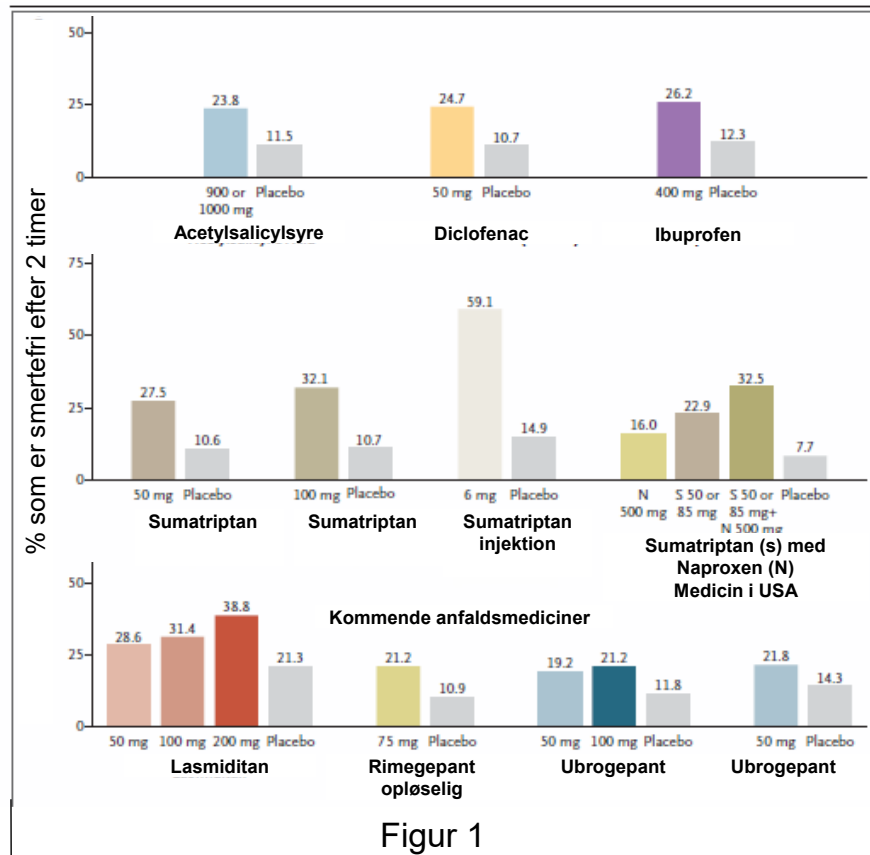 % som er smertefri efter 2 timer
50
25
0
23.8
11.5
24.7
10.7
26.2
12.3
900 or Placebo
1000 mg
50 mg Placebo
400 mg Placebo
Acetylsalicylsyre
Diclofenac
Ibuprofen
75
50
25
0
27.5
10.6
32.1
10.7
59.1
14.9
16.0
22.9
32.5
7.7
50 mg Placebo
100 mg Placebo
6 mg Placebo
N S 50 or S 50 or Placebo
500 mg 85 mg 85 mg+
N 500 mg
Sumatriptan
Sumatriptan
Sumatriptan
injektion
Sumatriptan (s) med
Naproxen (N)
Medicin i USA
Kommende anfaldsmediciner
50
25
0
28.6
31.4
38.8
21.3
21.2
10.9
19.2
21.2
11.8
21.8
14.3
50 mg 100 mg 200 mg Placebo
75 mg Placebo
50 mg 100 mg Placebo
50 mg Placebo
Lasmiditan
Rimegepant
opløselig
Ubrogepant
Ubrogepant
Figur 1